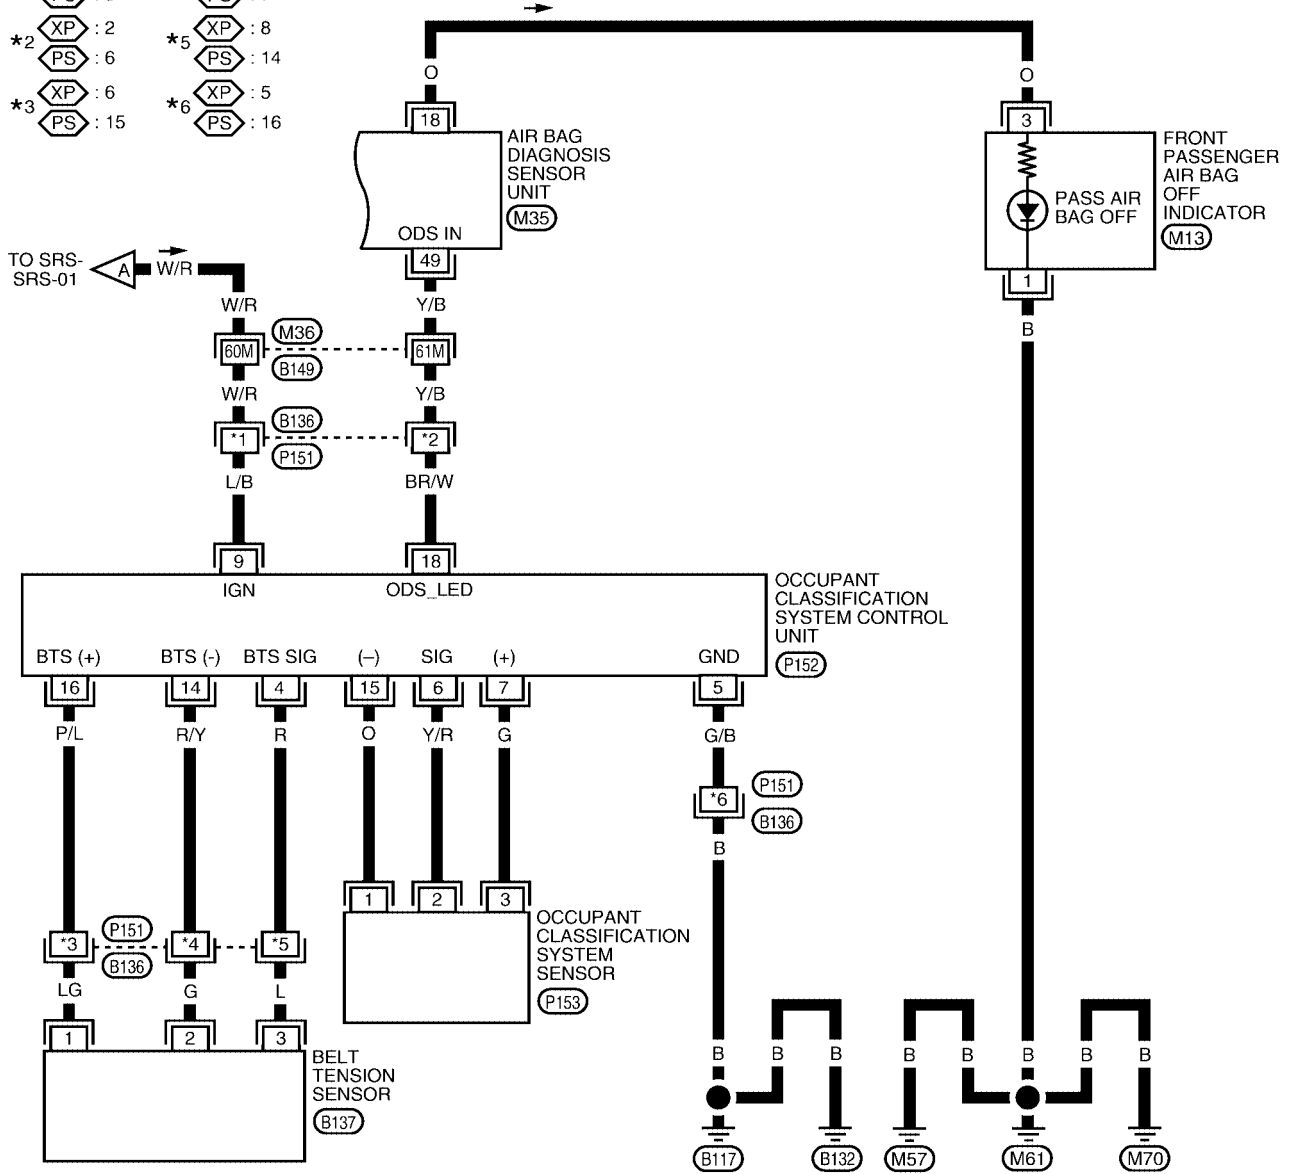 *2 XP : 2
PS : 6
*5 XP : 8
PS : 14
*3 XP : 6
PS : 15
*6 XP : 5
PS : 16
O
O
18
3
AIR BAG
DIAGNOSIS
SENSOR
UNIT
M35
ODS IN
49
FRONT
PASSENGER
AIR BAG
OFF
INDICATOR
M13
PASS AIR
BAG OFF
1
B
TO SRS-
SRS-01
A
W/R
W/R
Y/B
60M
M36
B149
61M
W/R
Y/B
*1
B136
P151
*2
L/B
BR/W
9
18
IGN
ODS_LED
OCCUPANT
CLASSIFICATION
SYSTEM CONTROL
UNIT
P152
BTS (+)
BTS (-)
BTS SIG
(–)
SIG
(+)
GND
16
14
4
15
6
7
5
P/L
R/Y
R
O
Y/R
G
G/B
*6
P151
B136
B
1
2
3
OCCUPANT
CLASSIFICATION
SYSTEM
SENSOR
P153
*3
P151
B136
*4
*5
LG
G
L
1
2
3
BELT
TENSION
SENSOR
B137
B
B
B
B
B
B
B
B
B117
B132
M57
M61
M70